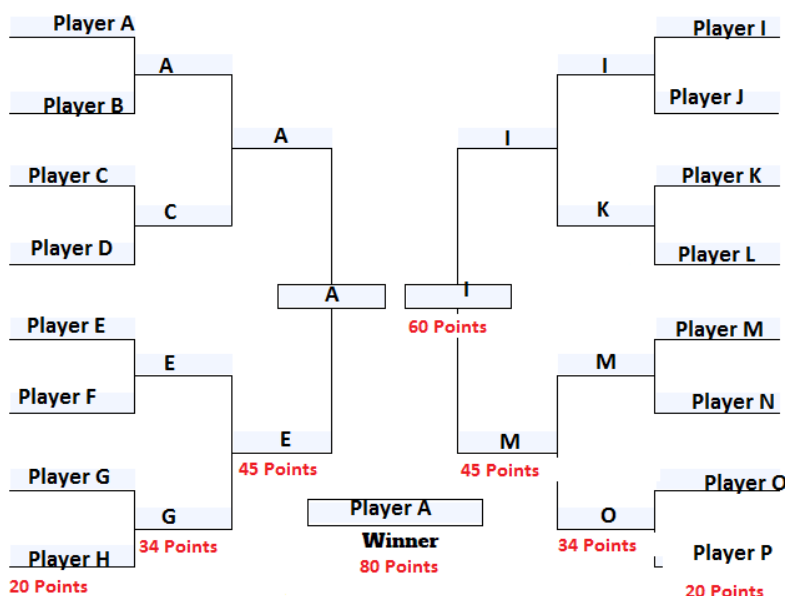 Player A
A
Player B
A
Player C
C
Player D
A
Player E
E
Player F
E
45 Points
Player G
G
34 Points
Player H
20 Points
Player I
I
Player J
I
Player K
K
Player L
I
60 Points
Player M
M
Player N
M
45 Points
Player O
O
34 Points
Player P
20 Points
Player A
Winner
80 Points